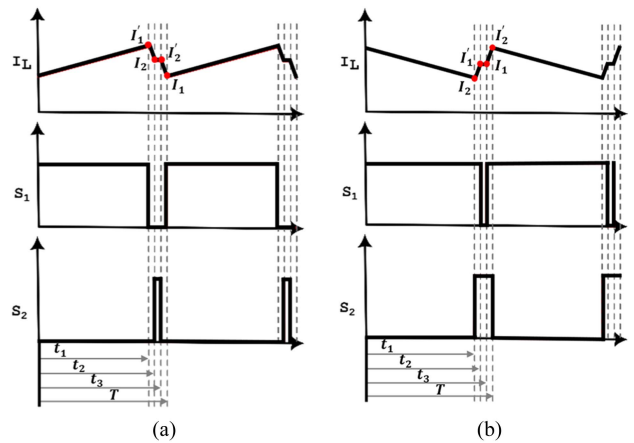 I_L
I'_1
I'_2
I_2
I_1
S_1
S_2
t_1
t_2
t_3
T
(a)
I_L
I'_2
I'_1
I_1
I_2
S_1
S_2
t_1
t_2
t_3
T
(b)